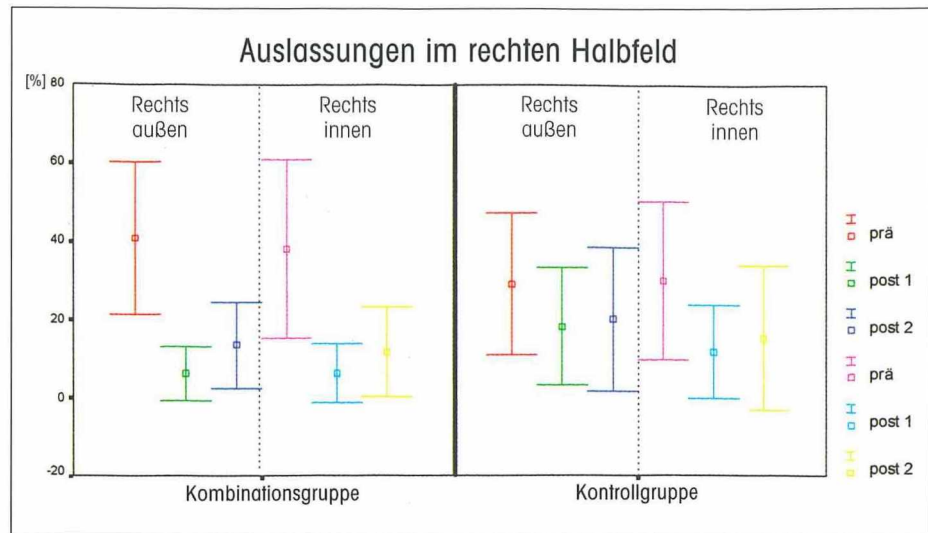 Auslassungen im rechten Halbfeld
[%] 80
60
40
20
0
-20
Rechts
außen
Rechts
innen
Rechts
außen
Rechts
innen
Kombinationsgruppe
Kontrollgruppe
prä
post 1
post 2
prä
post 1
post 2